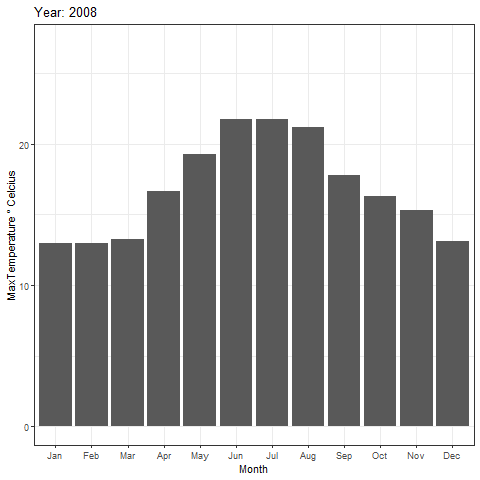 Year: 2008
MaxTemperature ° Celcius
20
10
0
Jan Feb Mar Apr May Jun Jul Aug Sep Oct Nov Dec
Month